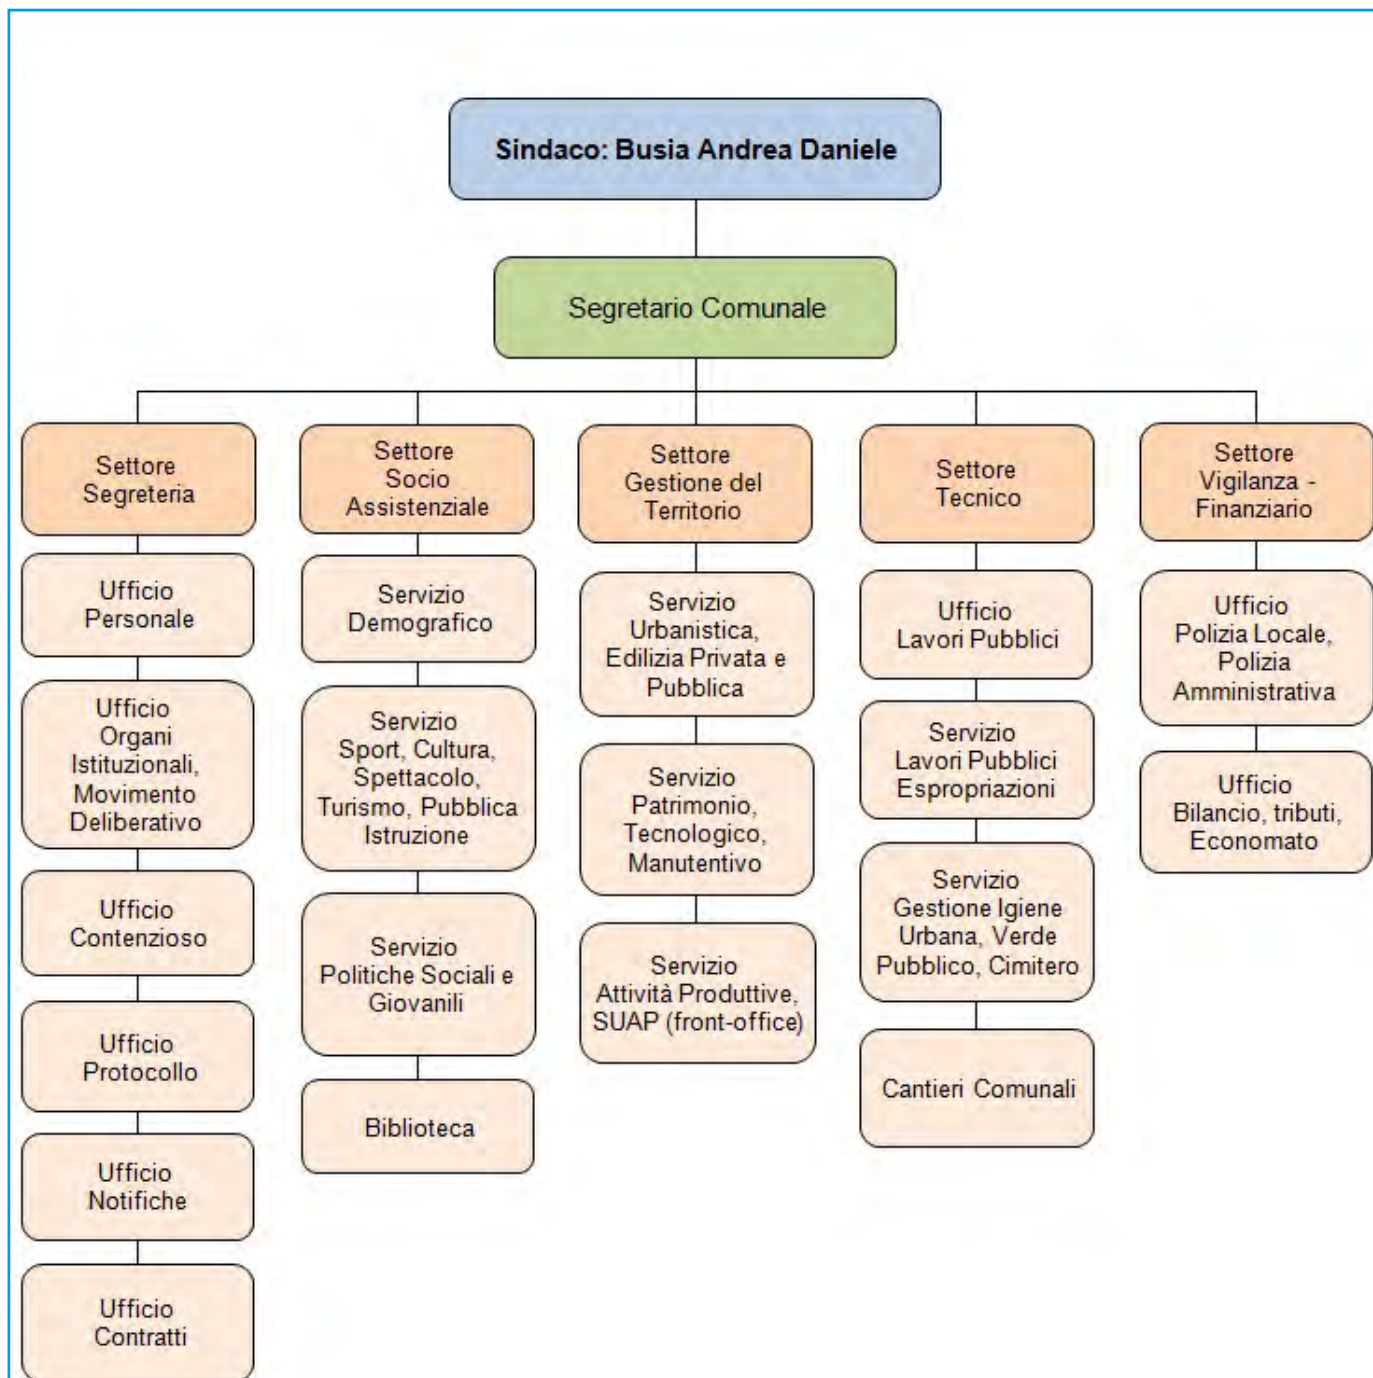 Sindaco: Busia Andrea Daniele
Segretario Comunale
Settore
Segreteria
Ufficio
Personale
Ufficio
Organi
Istituzionali,
Movimento
Deliberativo
Ufficio
Contenzioso
Ufficio
Protocollo
Ufficio
Notifiche
Ufficio
Contratti
Settore
Socio
Assistenziale
Servizio
Demografico
Servizio
Sport, Cultura,
Spettacolo,
Turismo, Pubblica
Istruzione
Servizio
Politiche Sociali e
Giovanili
Biblioteca
Settore
Gestione del
Territorio
Servizio
Urbanistica,
Edilizia Privata e
Pubblica
Servizio
Patrimonio,
Tecnologico,
Manutentivo
Servizio
Attività Produttive,
SUAP (front-office)
Settore
Tecnico
Ufficio
Lavori Pubblici
Servizio
Lavori Pubblici
Espropriazioni
Servizio
Gestione Igiene
Urbana, Verde
Pubblico, Cimitero
Cantieri Comunali
Settore
Vigilanza -
Finanziario
Ufficio
Polizia Locale,
Polizia
Amministrativa
Ufficio
Bilancio, tributi,
Economato